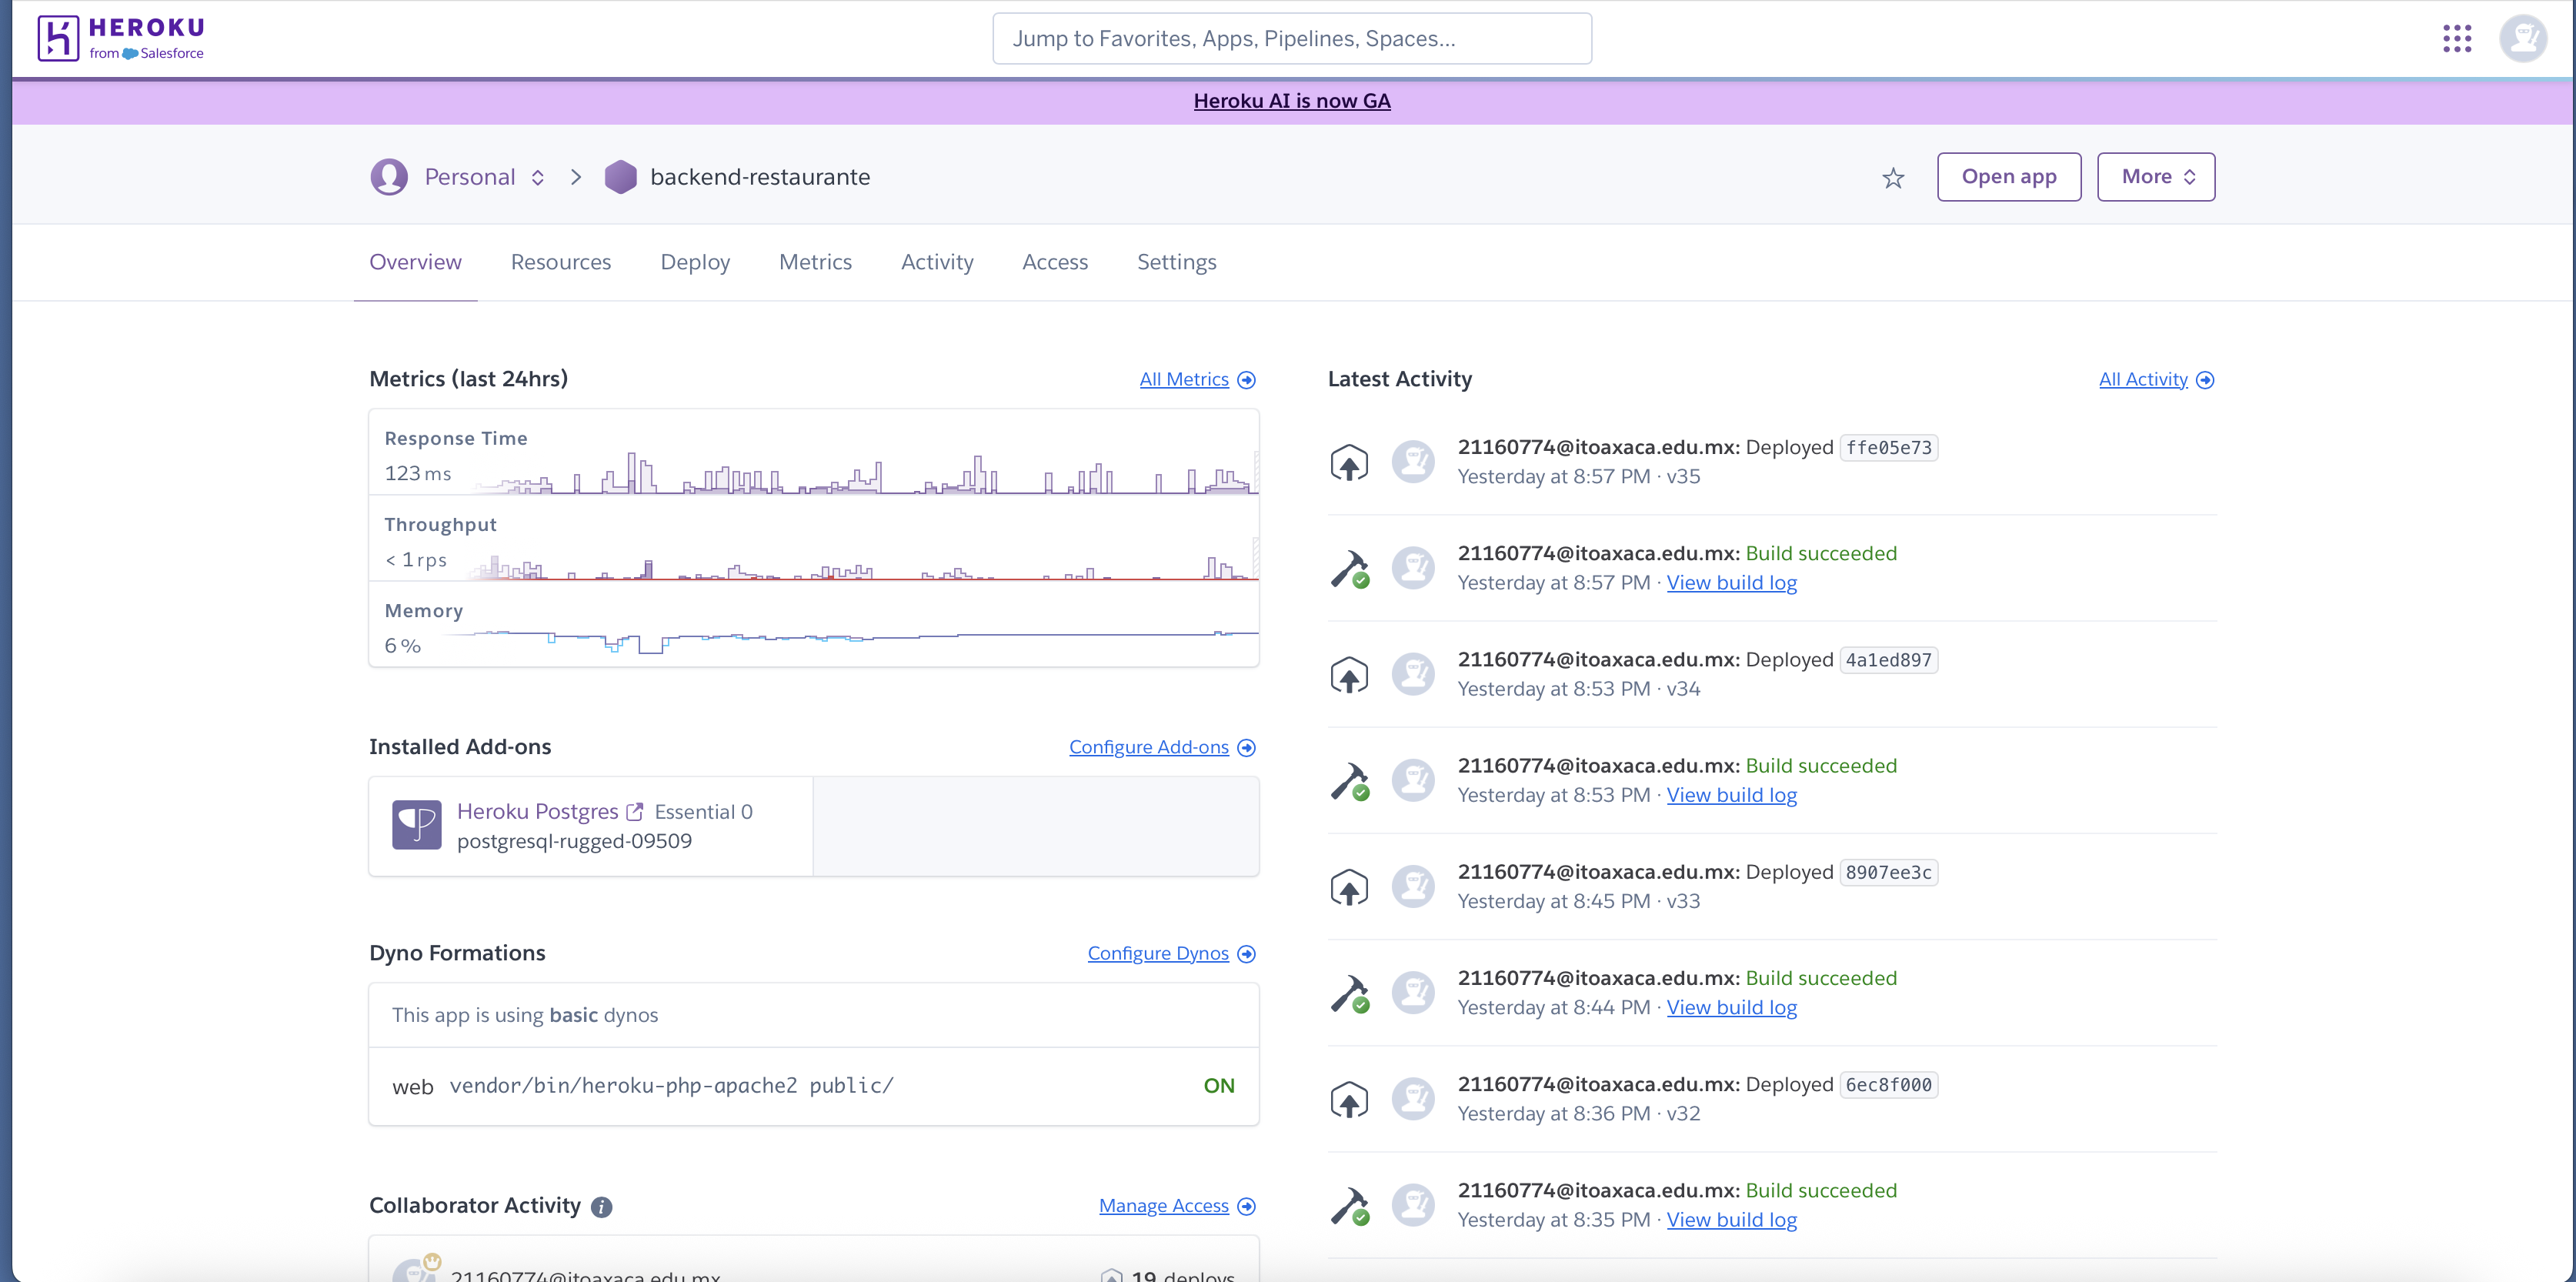 HEROKU
from Salesforce
Jump to Favorites, Apps, Pipelines, Spaces...
Heroku AI is now GA
Personal
backend-restaurante
Open app
More
Overview
Resources
Deploy
Metrics
Activity
Access
Settings
Metrics (last 24hrs)
All Metrics
Response Time
123 ms
Throughput
< 1 rps
Memory
6 %
Installed Add-ons
Configure Add-ons
Heroku Postgres Essential 0
postgresql-rugged-09509
Dyno Formations
Configure Dynos
This app is using basic dynos
web vendor/bin/heroku-php-apache2 public/ ON
Collaborator Activity
Manage Access
21160774@itoaxaca.edu.mx
19 deploys
Latest Activity
All Activity
21160774@itoaxaca.edu.mx: Deployed ffe05e73
Yesterday at 8:57 PM · v35
21160774@itoaxaca.edu.mx: Build succeeded
Yesterday at 8:57 PM · View build log
21160774@itoaxaca.edu.mx: Deployed 4a1ed897
Yesterday at 8:53 PM · v34
21160774@itoaxaca.edu.mx: Build succeeded
Yesterday at 8:53 PM · View build log
21160774@itoaxaca.edu.mx: Deployed 8907ee3c
Yesterday at 8:45 PM · v33
21160774@itoaxaca.edu.mx: Build succeeded
Yesterday at 8:44 PM · View build log
21160774@itoaxaca.edu.mx: Deployed 6ec8f000
Yesterday at 8:36 PM · v32
21160774@itoaxaca.edu.mx: Build succeeded
Yesterday at 8:35 PM · View build log